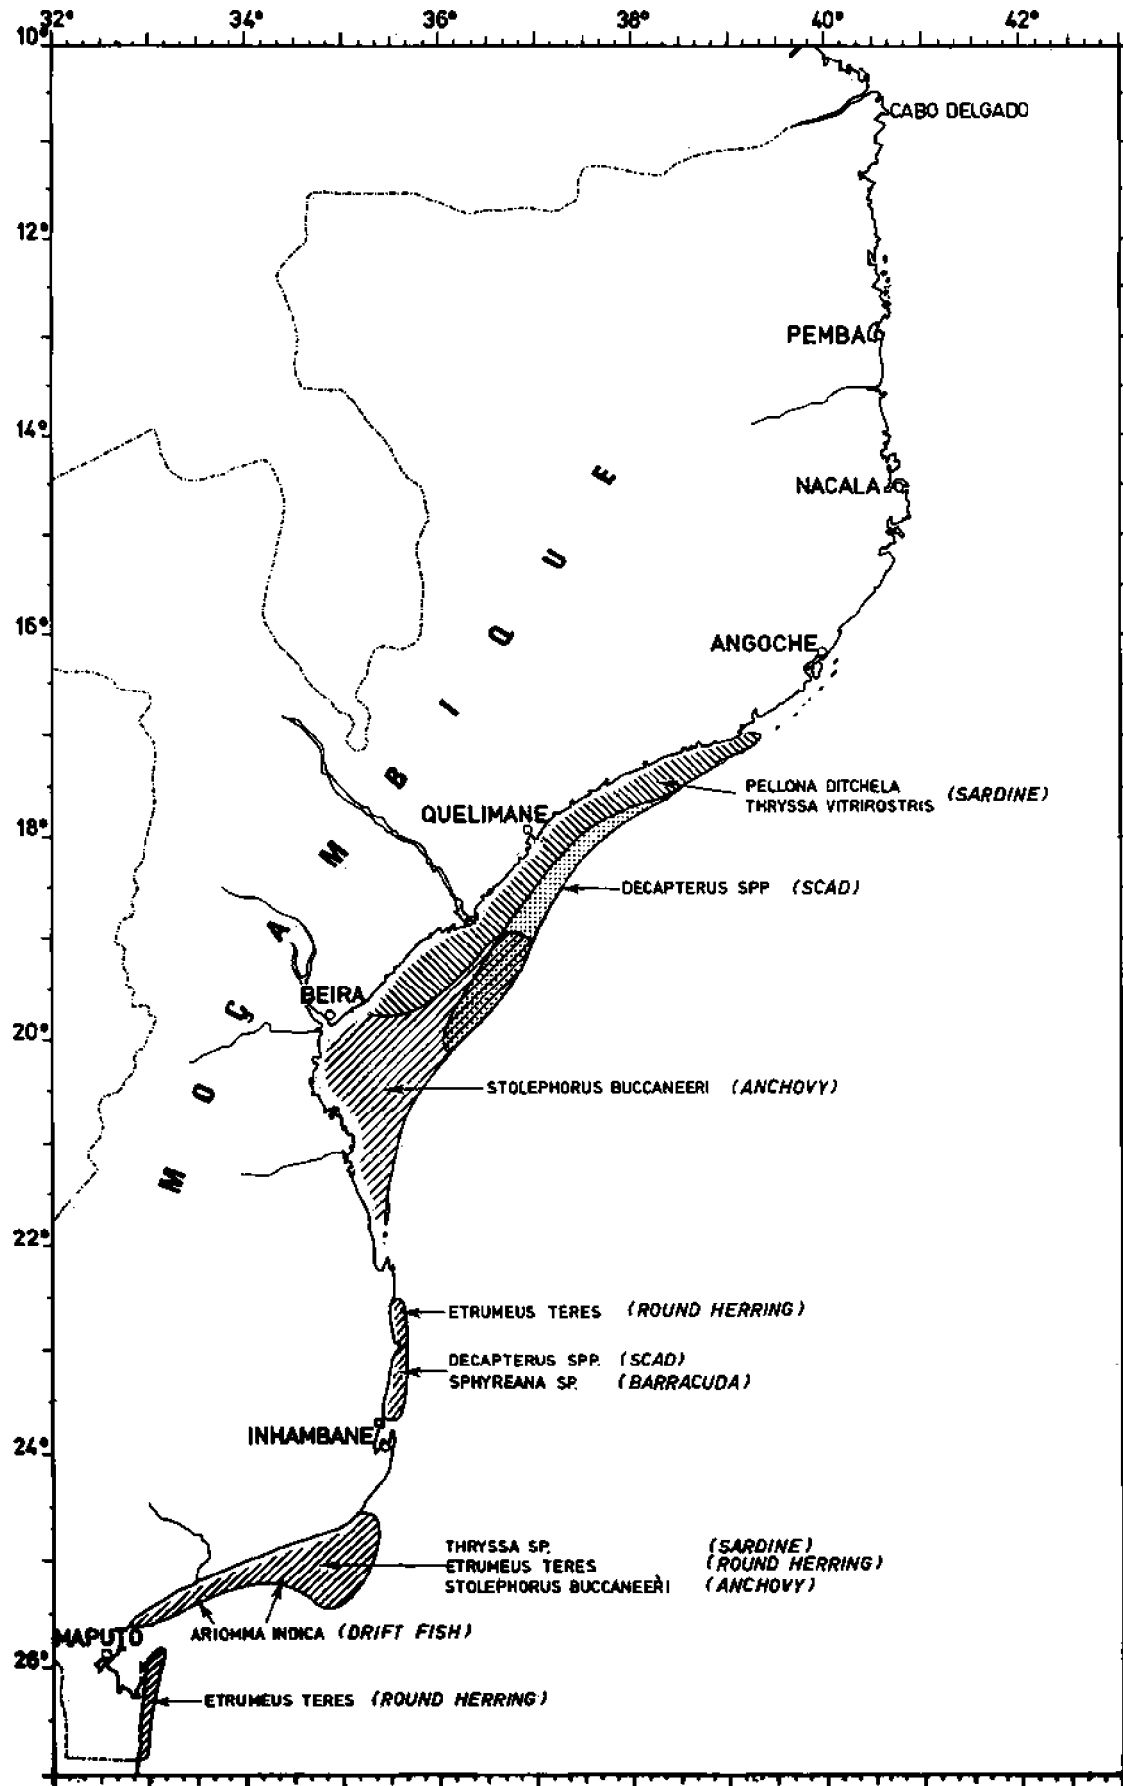 32° 34° 36° 38° 40° 42°
10°
CABO DELGADO
12°
PEMBA
14°
NACALA
16°
ANGOCHE
PELLONA DITCHELA
THRYSSA VITRIROSTRIS (SARDINE)
QUELIMANE
18°
DECAPTERUS SPP (SCAD)
BEIRA
20°
STOLEPHORUS BUCCANEERI (ANCHOVY)
MOÇAMBIQUE
22°
ETRUMEUS TERES (ROUND HERRING)
DECAPTERUS SPP. (SCAD)
SPHYREANA SP. (BARRACUDA)
INHAMBANE
24°
THRYSSA SP. (SARDINE)
ETRUMEUS TERES (ROUND HERRING)
STOLEPHORUS BUCCANEERI (ANCHOVY)
ARIOMMA INDICA (DRIFT FISH)
MAPUTO
26°
ETRUMEUS TERES (ROUND HERRING)